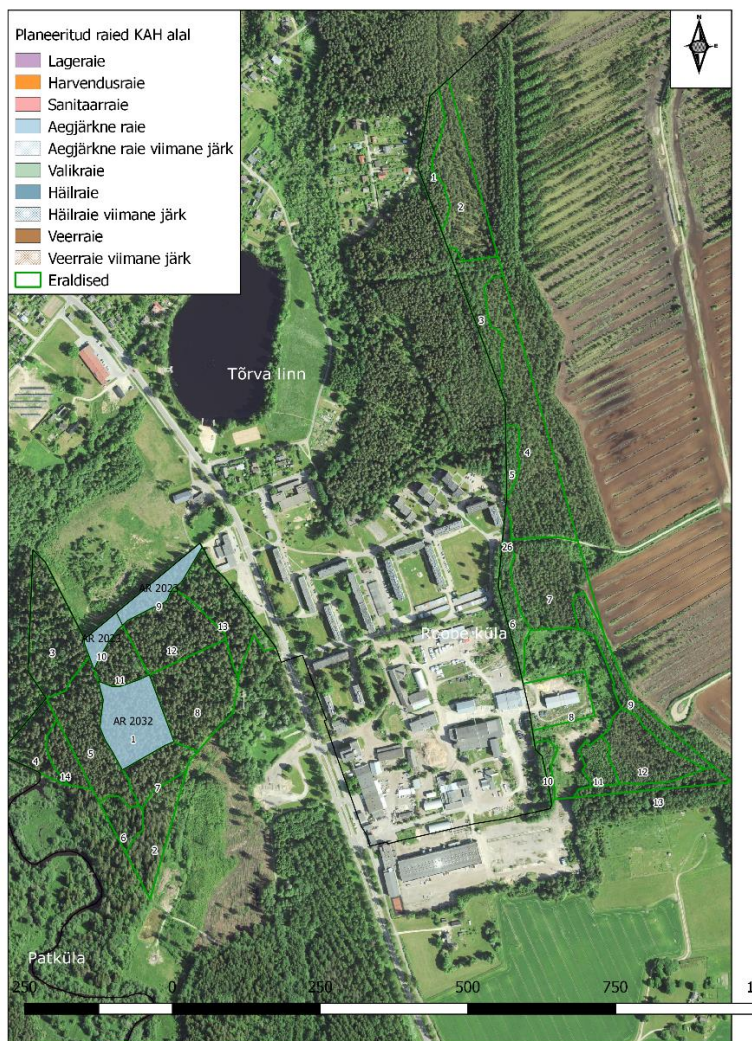 Planeeritud raied KAH alal
Lageraie
Harvendusraie
Sanitaarraie
Aegjärkne raie
Aegjärkne raie viimane järk
Valikraie
Häilraie
Häilraie viimane järk
Veerraie
Veerraie viimane järk
Eraldised
N
E
1
2
3
Tõrva linn
4
5
26
7
6
Roobe küla
9
8
10
11
12
13
AR 2023
9
13
3
AR 2023
10
12
11
AR 2032
1
8
5
4
14
7
6
2
Patküla
250
0
250
500
750
1